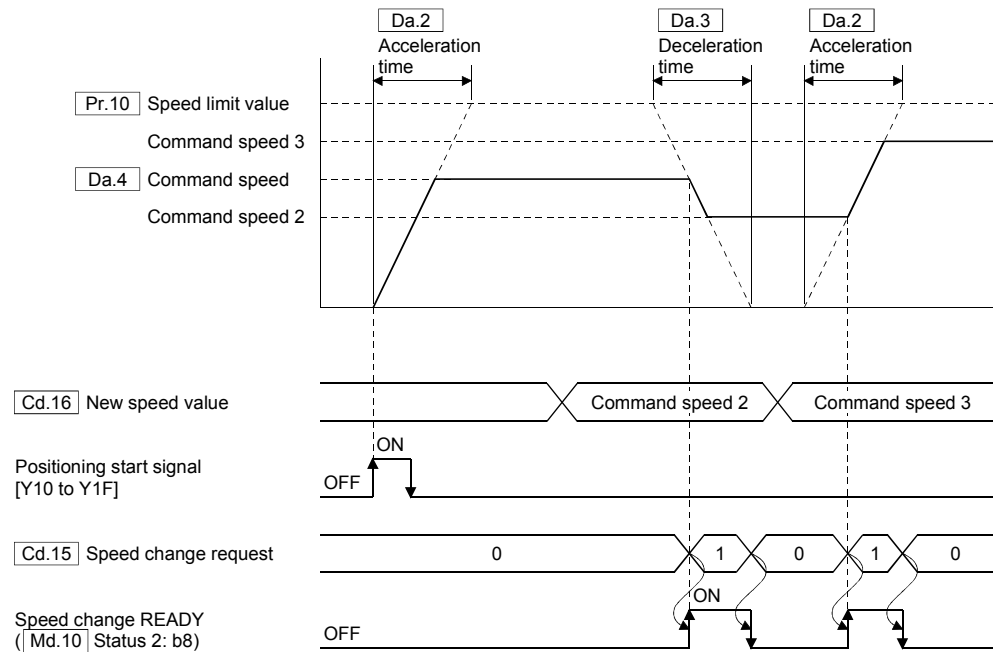 Da.2 Da.3 Da.2
Acceleration time Deceleration time Acceleration time
Pr.10 Speed limit value
Command speed 3
Da.4 Command speed
Command speed 2
Cd.16 New speed value Command speed 2 Command speed 3
ON
Positioning start signal
[Y10 to Y1F] OFF
Cd.15 Speed change request 0 1 0 1 0
ON
Speed change READY
( Md.10 Status 2: b8) OFF